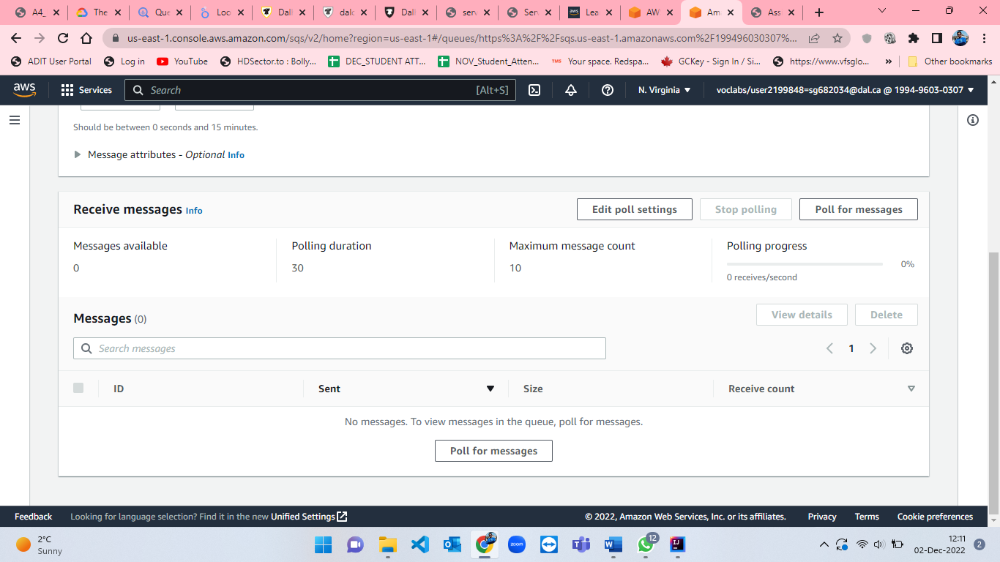 A4_
The
Que
Loo
Dall
dalc
Dall
serv
Serv
Lea
AW
Am
Ass
us-east-1.console.aws.amazon.com/sqs/v2/home?region=us-east-1#/queues/https%3A%2F%2Fsqs.us-east-1.amazonaws.com%2F199496030307%...
ADIT User Portal
Log in
YouTube
HDSector.to : Bolly...
DEC_STUDENT ATT...
NOV_Student_Atten...
TMS Your space. Redspa...
GCKey - Sign In / Si...
https://www.vfsglo...
»
Other bookmarks
aws
Services
Search [Alt+S]
N. Virginia
voclabs/user2199848=sg682034@dal.ca @ 1994-9603-0307
Should be between 0 seconds and 15 minutes.
Message attributes - Optional Info
Receive messages Info
Edit poll settings
Stop polling
Poll for messages
Messages available
Polling duration
Maximum message count
Polling progress
0
30
10
0%
0 receives/second
Messages (0)
View details
Delete
Search messages
1
ID
Sent
Size
Receive count
No messages. To view messages in the queue, poll for messages.
Poll for messages
Feedback
Looking for language selection? Find it in the new Unified Settings
© 2022, Amazon Web Services, Inc. or its affiliates.
Privacy
Terms
Cookie preferences
2°C
Sunny
zoom
12
12:11
02-Dec-2022
2